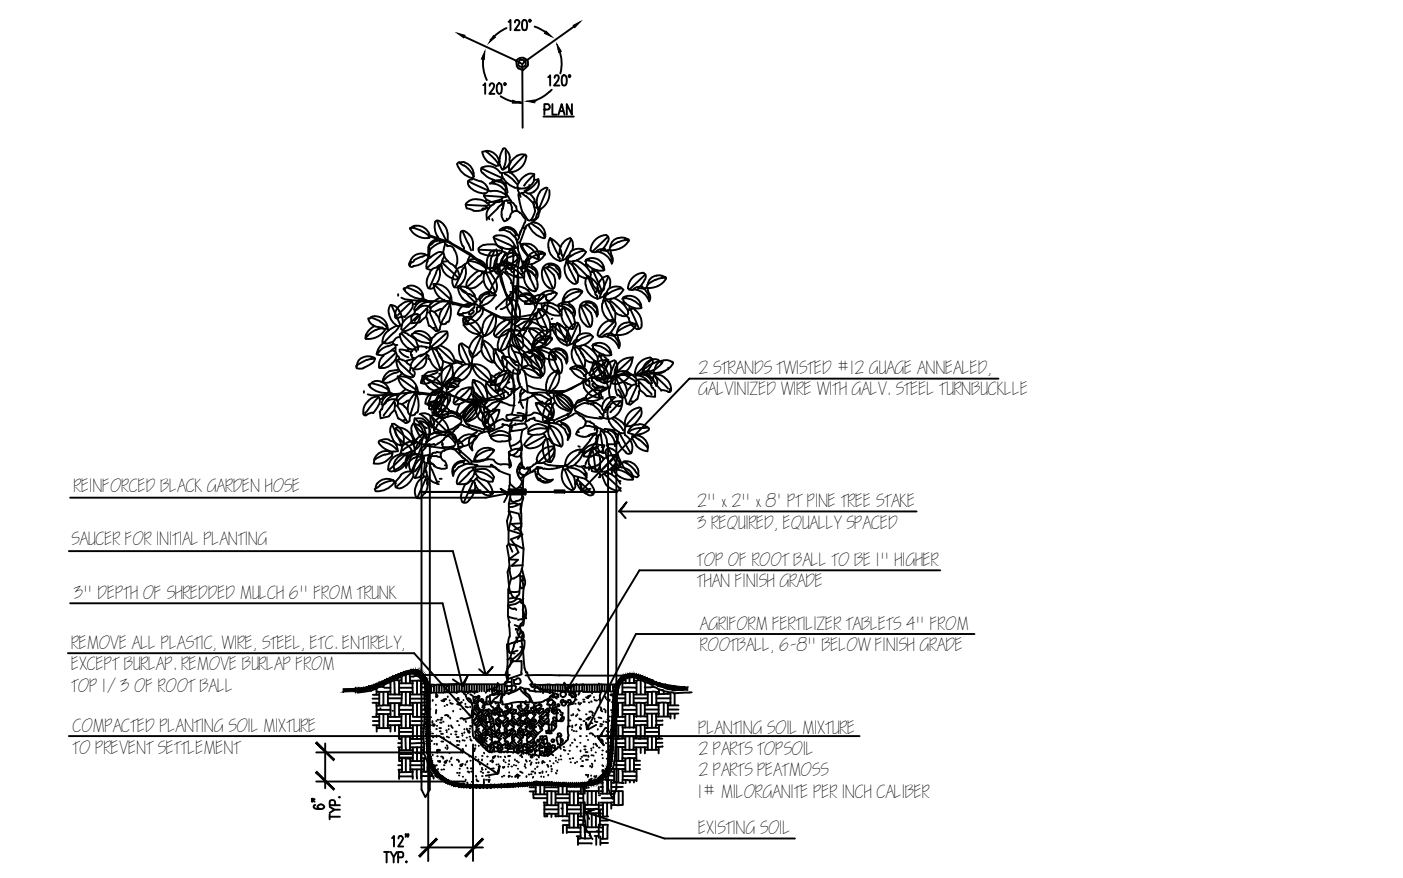 120°
120°
120°
PLAN
2 STRANDS TWISTED #12 GUAGE ANNEALED,
GALVINIZED WIRE WITH GALV. STEEL TURNBUCKLLE
REINFORCED BLACK GARDEN HOSE
2" x 2" x 8' PT PINE TREE STAKE
3 REQUIRED, EQUALLY SPACED
SAUCER FOR INITIAL PLANTING
TOP OF ROOT BALL TO BE 1" HIGHER
THAN FINISH GRADE
3" DEPTH OF SHREDDED MULCH 6" FROM TRUNK
AGRIFORM FERTILIZER TABLETS 4" FROM
ROOTBALL, 6-8" BELOW FINISH GRADE
REMOVE ALL PLASTIC, WIRE, STEEL, ETC. ENTIRELY,
EXCEPT BURLAP. REMOVE BURLAP FROM
TOP 1/3 OF ROOT BALL
COMPACTED PLANTING SOIL MIXTURE
TO PREVENT SETTLEMENT
PLANTING SOIL MIXTURE
2 PARTS TOPSOIL
2 PARTS PEATMOSS
1# MILORGANITE PER INCH CALIBER
6"
TYP.
EXISTING SOIL
12"
TYP.